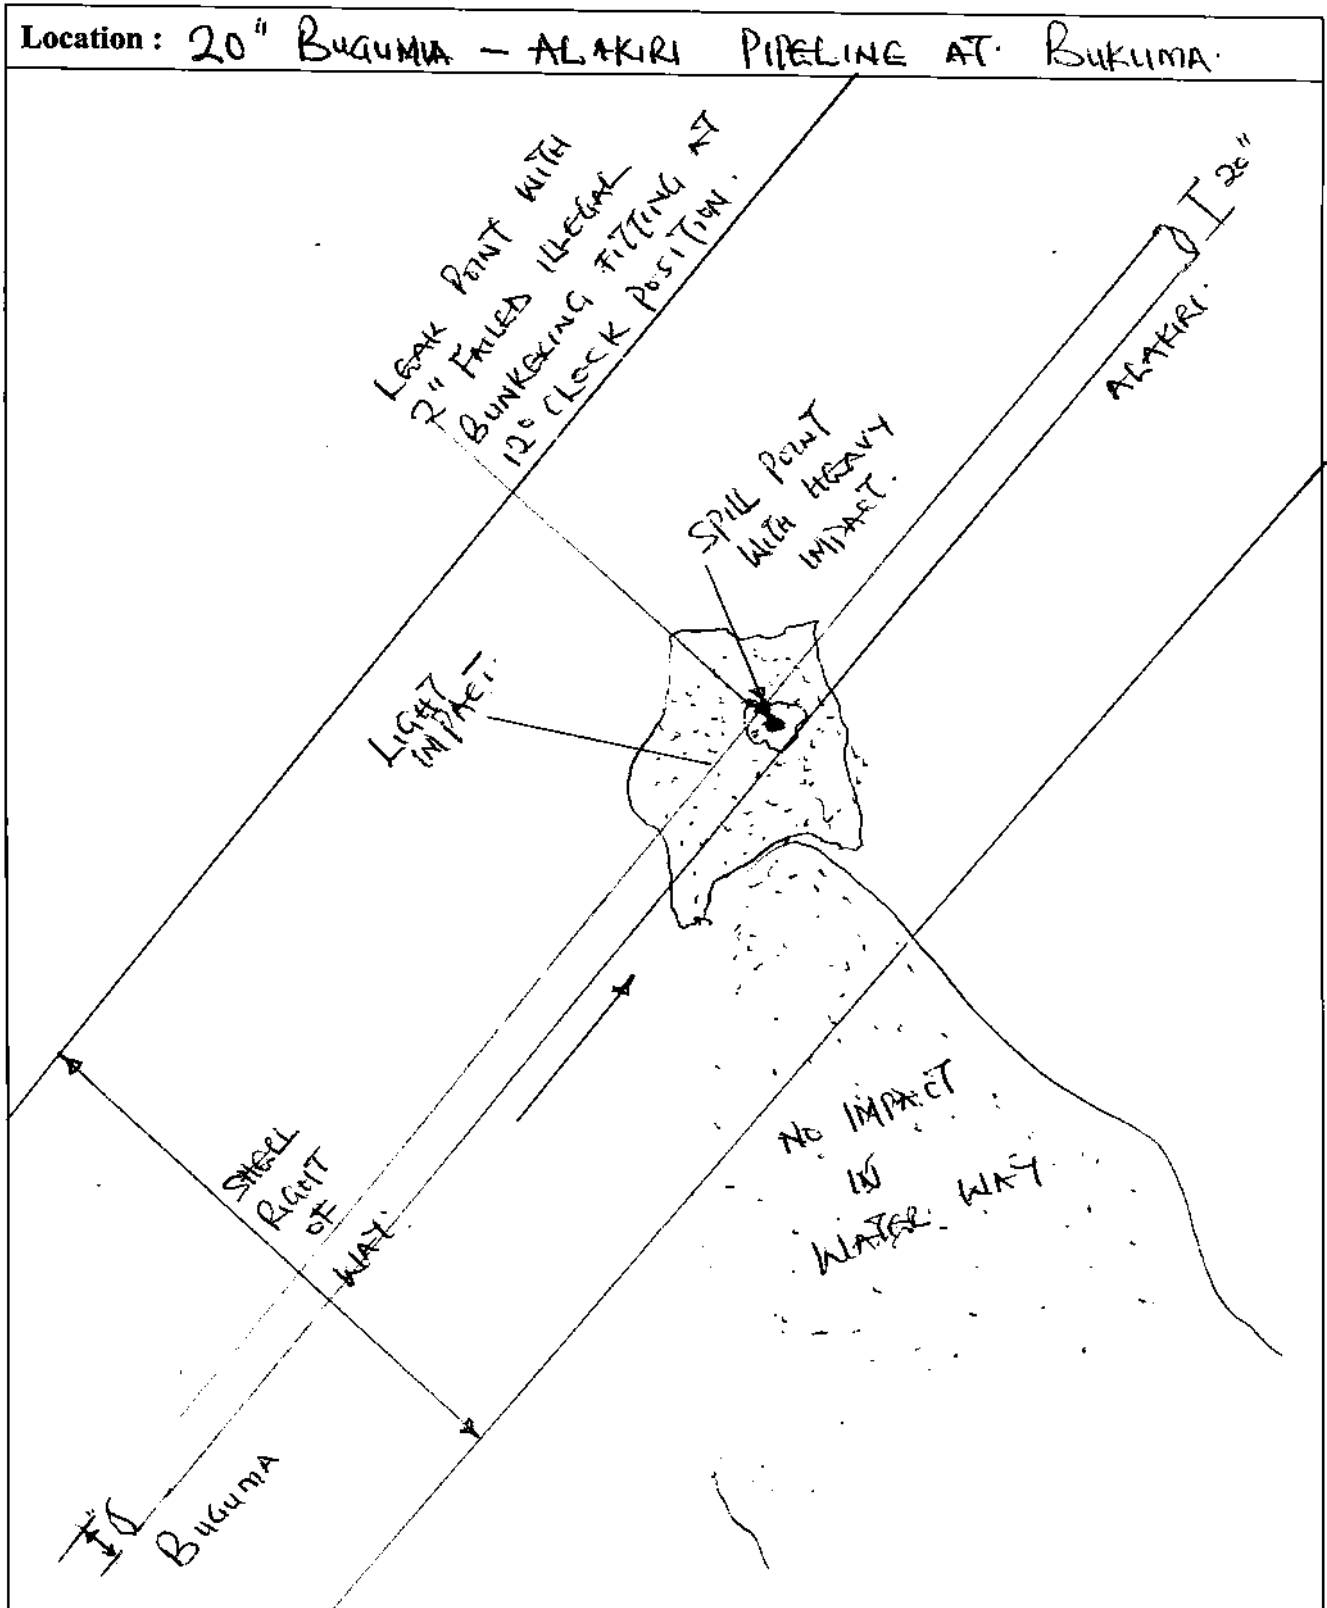 Location : 20" BUGUMA - ALAKIRI PIPELINE AT BUKUMA.
LEAK POINT WITH
2" FAILED ILLEGAL
BUNKERING FITTING AT
12° CLOCK POSITION.
20"
ALAKIRI.
SPILL POINT
WITH HEAVY
IMPACT.
LIGHT
IMPACT.
SHELL
RIGHT
OF
WAY.
NO IMPACT
IN
WATER WAY
BUGUMA